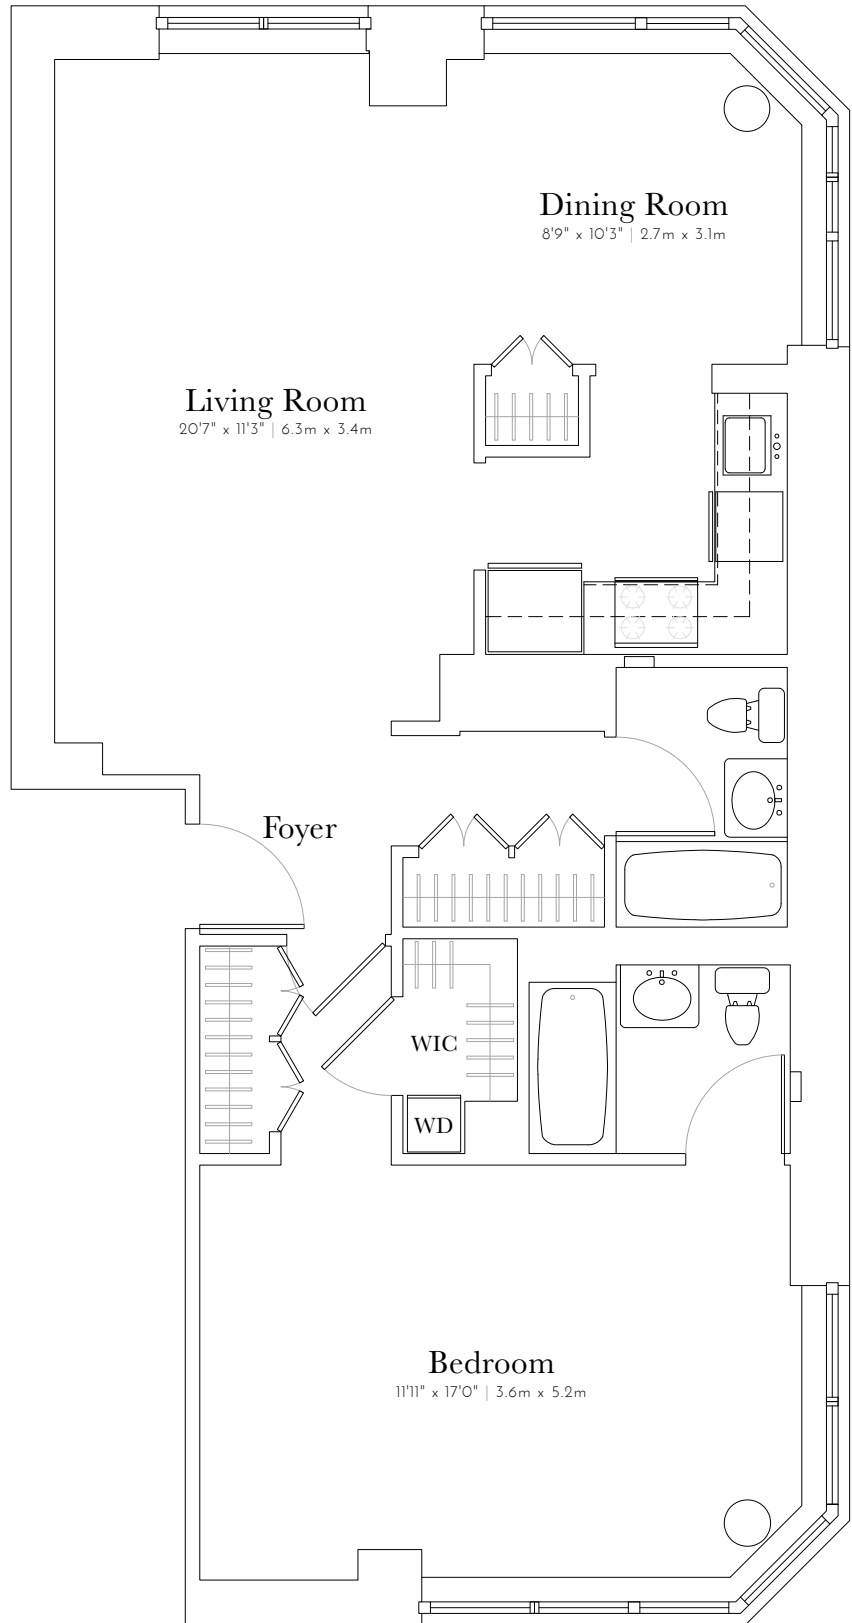 Dining Room
8'9" x 10'3" | 2.7m x 3.1m
Living Room
20'7" x 11'3" | 6.3m x 3.4m
Foyer
WIC
WD
Bedroom
11'11" x 17'0" | 3.6m x 5.2m